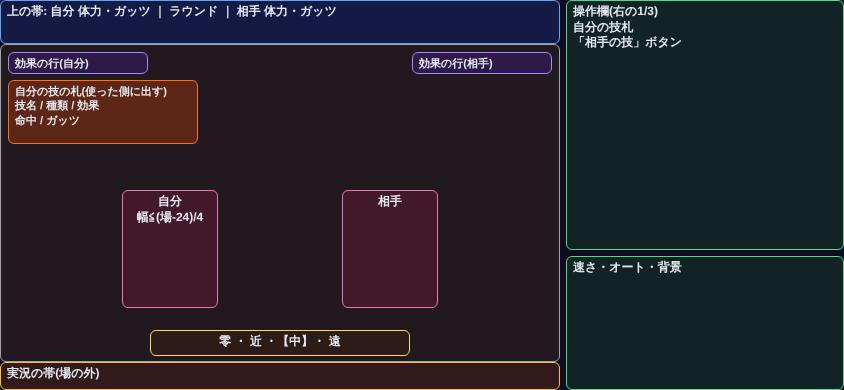 上の帯: 自分 体力・ガッツ ｜ ラウンド ｜ 相手 体力・ガッツ
効果の行(自分)
効果の行(相手)
自分の技の札(使った側に出す)
技名 / 種類 / 効果
命中 / ガッツ
自分
幅≦(場-24)/4
相手
零 ・ 近 ・【中】・ 遠
実況の帯(場の外)
操作欄(右の1/3)
自分の技札
「相手の技」ボタン
速さ・オート・背景